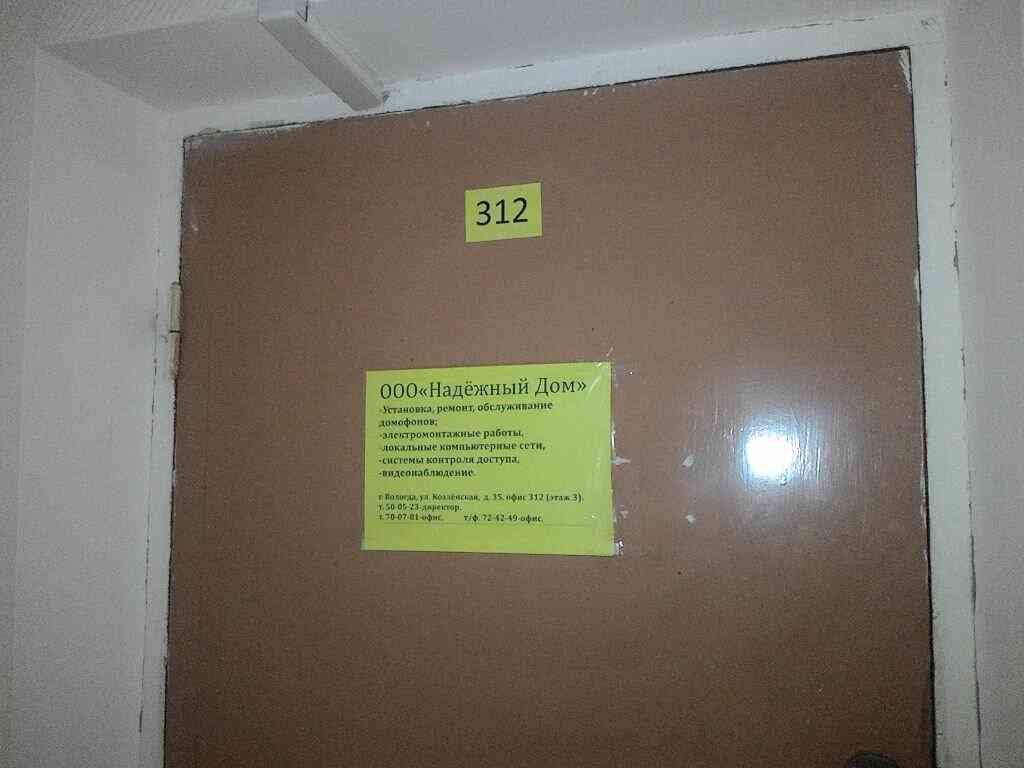 312
ООО«Надёжный Дом»
-Установка, ремонт, обслуживание
домофонов;
-электромонтажные работы,
-локальные компьютерные сети,
-системы контроля доступа,
-видеонаблюдение.
г. Вологда, ул. Козлёнская, д. 35, офис 312 (этаж 3).
т. 50-05-23-директор.
т. 70-07-81-офис. т/ф. 72-42-49-офис.